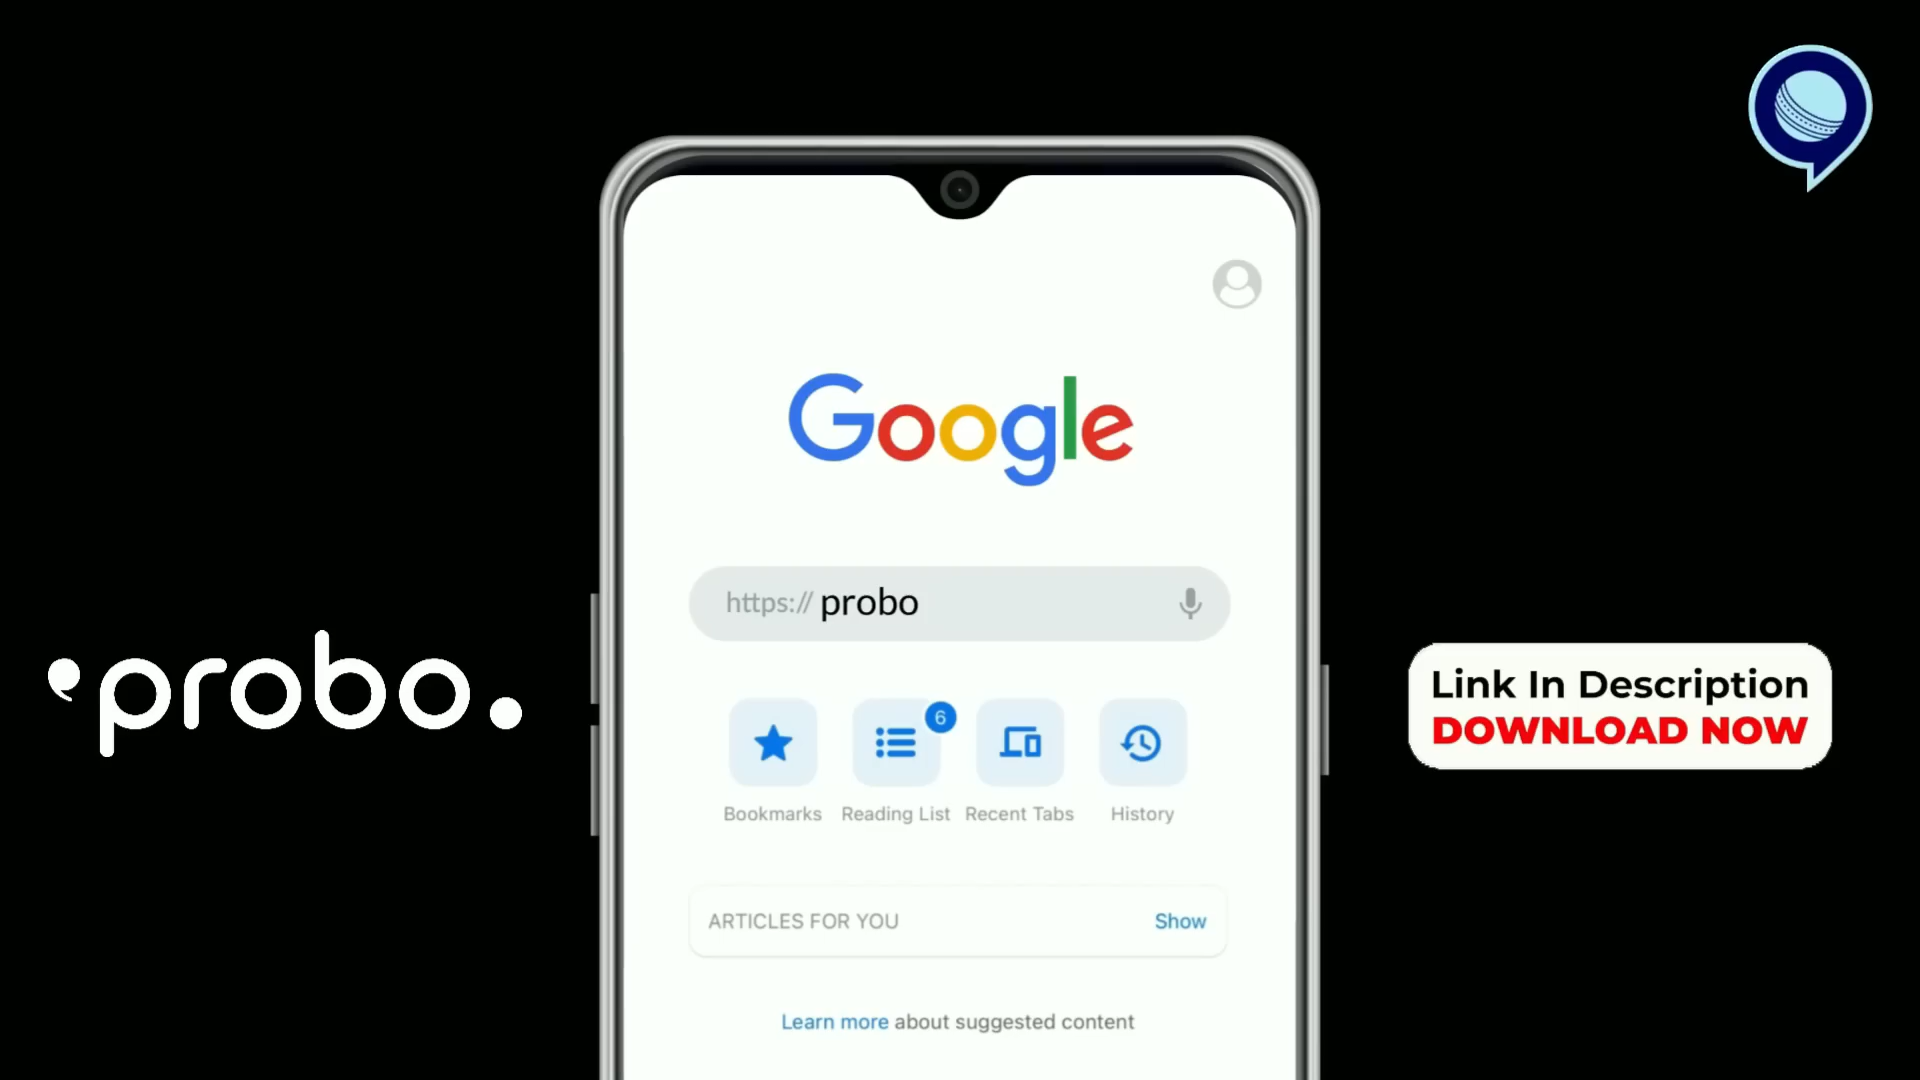 Google
https:// probo
probo.
6
Bookmarks
Reading List
Recent Tabs
History
Link In Description
DOWNLOAD NOW
ARTICLES FOR YOU
Show
Learn more about suggested content